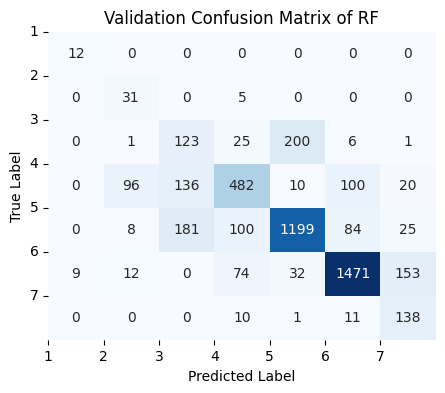 Validation Confusion Matrix of RF
1
12 0 0 0 0 0 0
2
0 31 0 5 0 0 0
3
0 1 123 25 200 6 1
4
0 96 136 482 10 100 20
5
0 8 181 100 1199 84 25
6
9 12 0 74 32 1471 153
7
0 0 0 10 1 11 138
True Label
1 2 3 4 5 6 7
Predicted Label